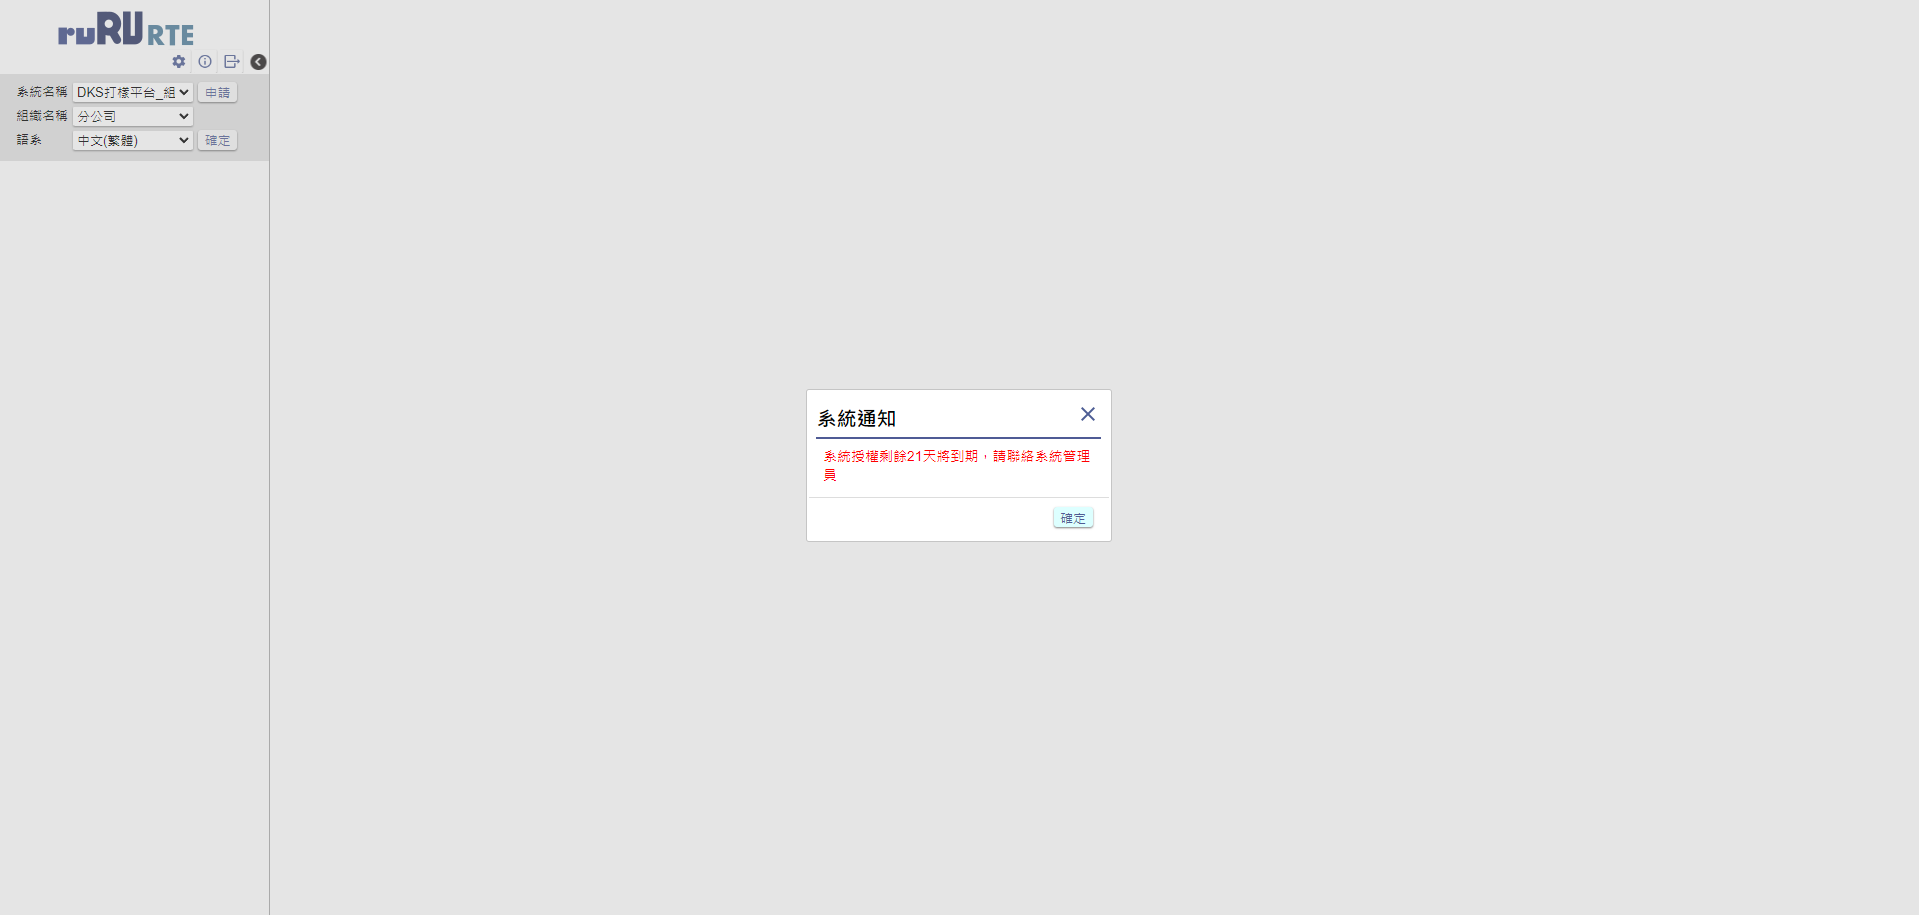 ruRU RTE
系統名稱 DKS打樣平台_組 申請
組織名稱 分公司
語系 中文(繁體) 確定
系統通知
系統授權剩餘21天將到期，請聯絡系統管理
員
確定